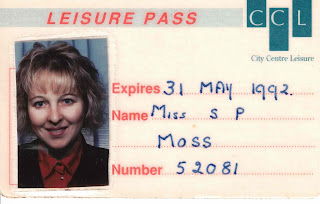 LEISURE PASS
CCL
City Centre Leisure
Expires 31 MAY 1992.
Name Miss S P
MOSS
Number 52081